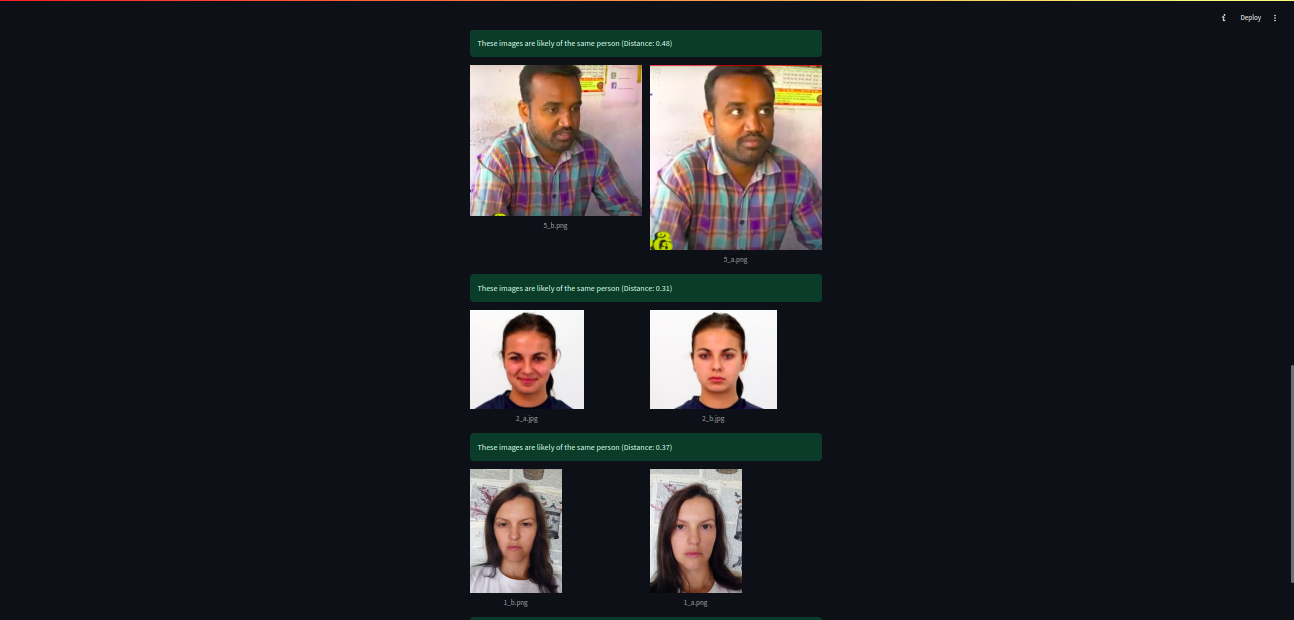 Deploy
These images are likely of the same person (Distance: 0.48)
5_b.png
5_a.png
These images are likely of the same person (Distance: 0.31)
2_a.jpg
2_b.jpg
These images are likely of the same person (Distance: 0.37)
1_b.png
1_a.png